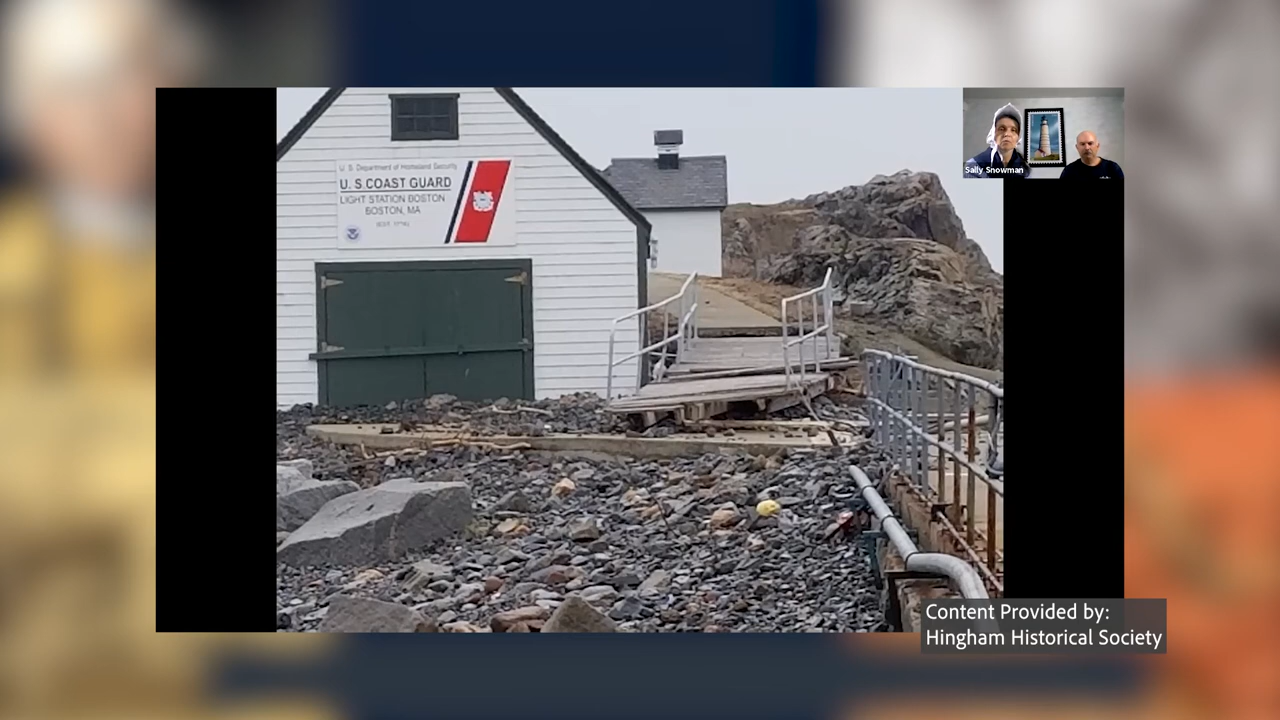 U. S. Department of Homeland Security
U. S. COAST GUARD
LIGHT STATION BOSTON
BOSTON, MA
Sally Snowman
Content Provided by:
Hingham Historical Society